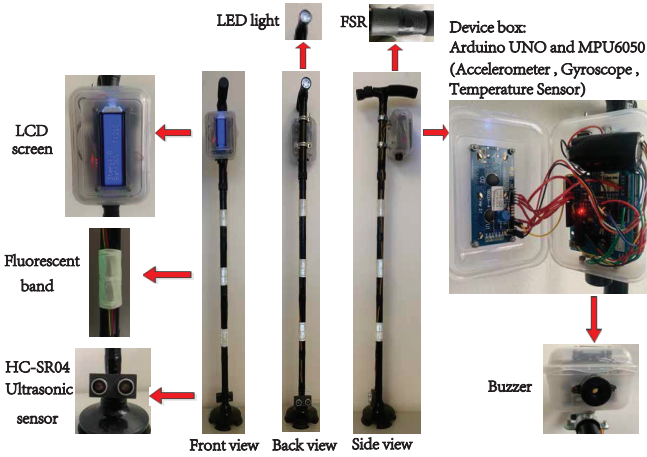 LED light
FSR
Device box:
Arduino UNO and MPU6050
(Accelerometer , Gyroscope ,
Temperature Sensor)
LCD
screen
Fluorescent
band
HC-SR04
Ultrasonic
sensor
Buzzer
Front view
Back view
Side view